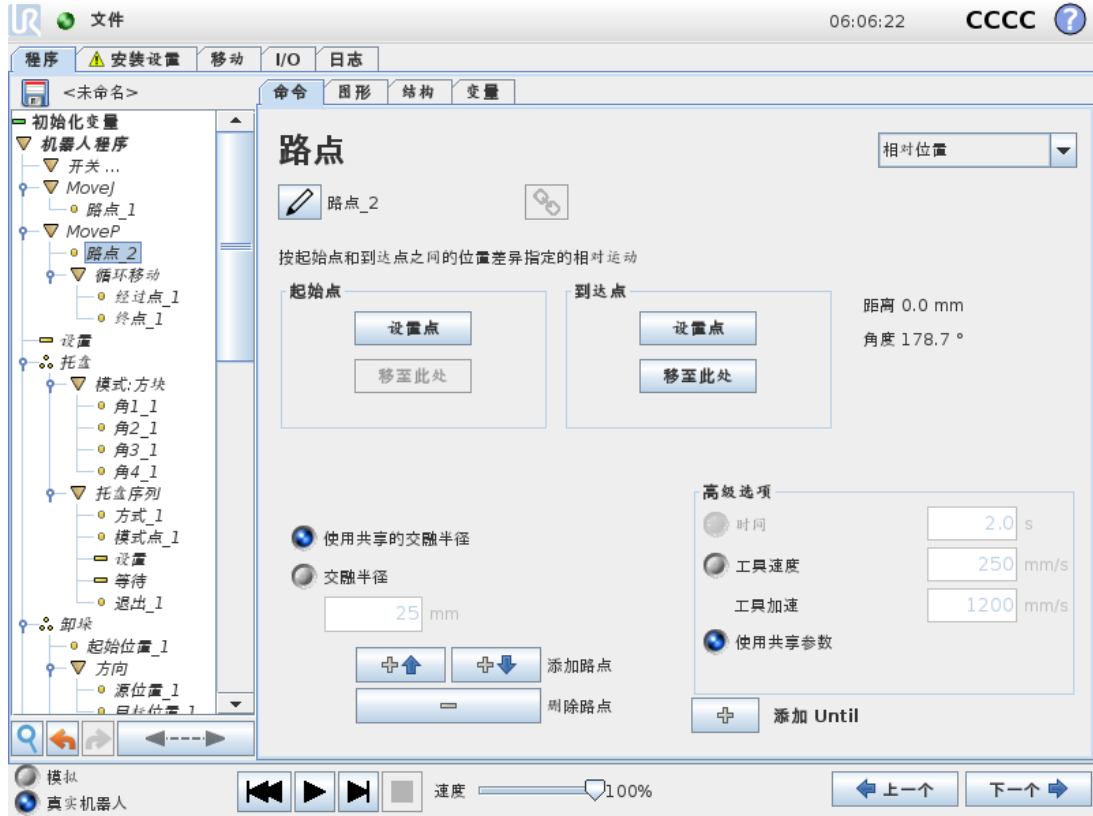 UR 文件 06:06:22 CCCC ?
程序 安装设置 移动 I/O 日志
<未命名>
命令 图形 结构 变量
初始化变量
机器人程序
开关 ...
MoveJ
路点_1
MoveP
路点_2
循环移动
经过点_1
终点_1
设置
托盘
模式:方块
角1_1
角2_1
角3_1
角4_1
托盘序列
方式_1
模式点_1
设置
等待
退出_1
卸垛
起始位置_1
方向
源位置_1
目标位置_1
路点
相对位置
路点_2
按起始点和到达点之间的位置差异指定的相对运动
起始点
设置点
移至此处
到达点
设置点
移至此处
距离 0.0 mm
角度 178.7 °
使用共享的交融半径
交融半径
25 mm
添加路点
删除路点
高级选项
时间 2.0 s
工具速度 250 mm/s
工具加速 1200 mm/s
使用共享参数
添加 Until
模拟
真实机器人
速度 100%
上一个
下一个